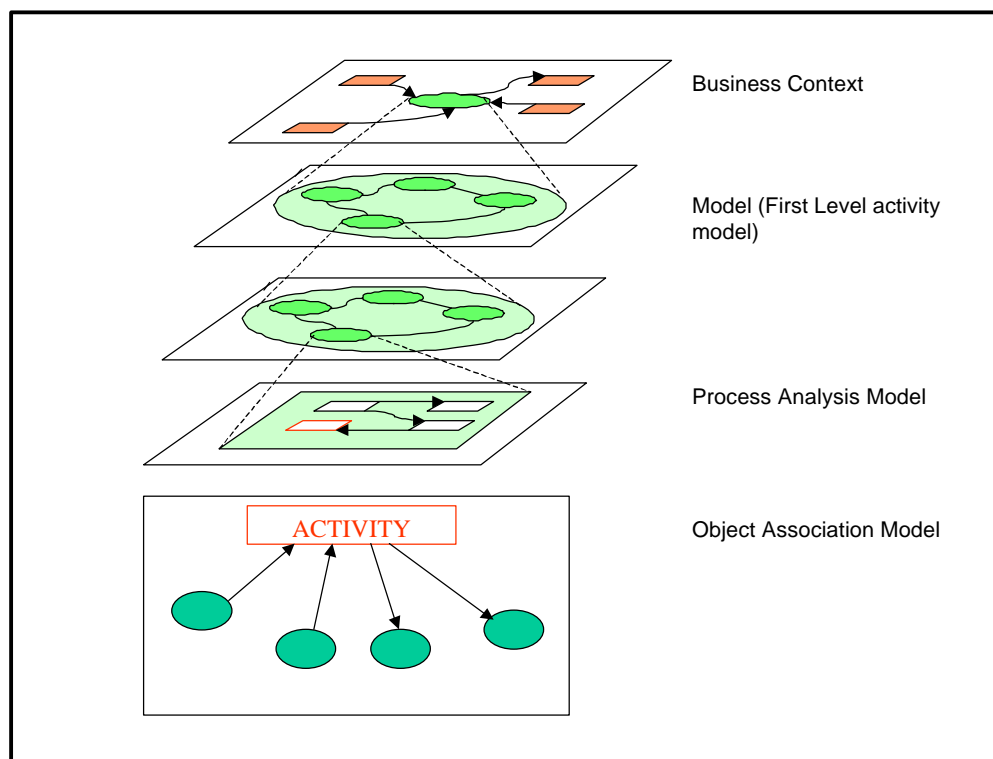 Business Context
Model (First Level activity
model)
Process Analysis Model
Object Association Model
ACTIVITY